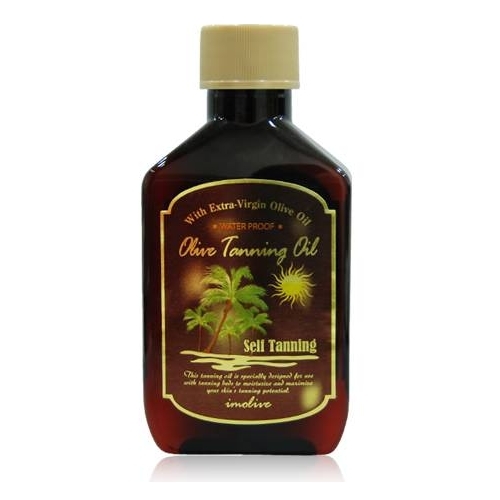 With Extra-Virgin Olive Oil
WATER PROOF
Olive Tanning Oil
Self Tanning
This tanning oil is specially designed for use
with tanning beds to moisturize and maximize
your skin's tanning potential.
imolive